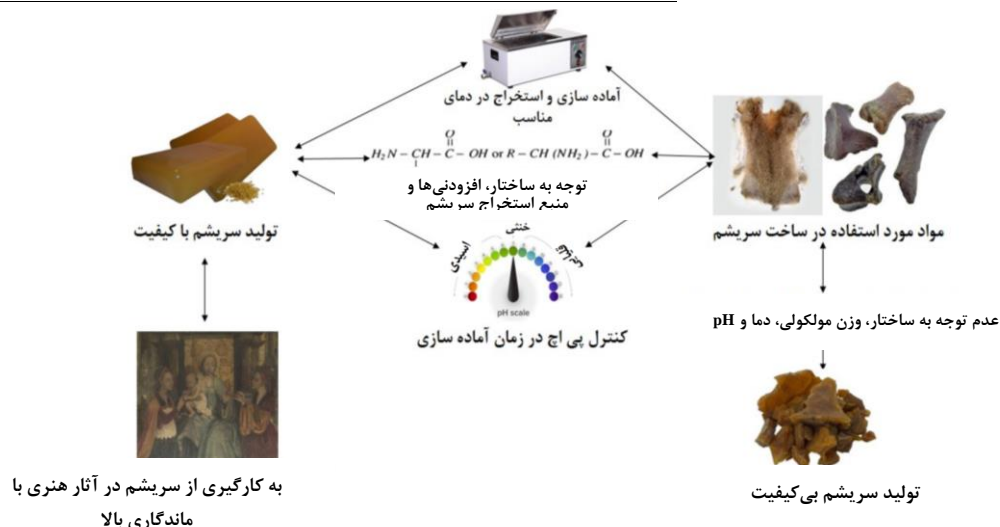 آماده سازی و استخراج در دمای
مناسب
O O
H₂N – CH – C – OH or R – CH (NH₂) – C – OH
توجه به ساختار، افزودنی‌ها و
منبع استخراج سریشم
مواد مورد استفاده در ساخت سریشم
تولید سریشم با کیفیت
اسیدی
خنثی
قلیایی
pH scale
کنترل پی اچ در زمان آماده سازی
عدم توجه به ساختار، وزن مولکولی، دما و pH
تولید سریشم بی‌کیفیت
به کارگیری از سریشم در آثار هنری با
ماندگاری بالا